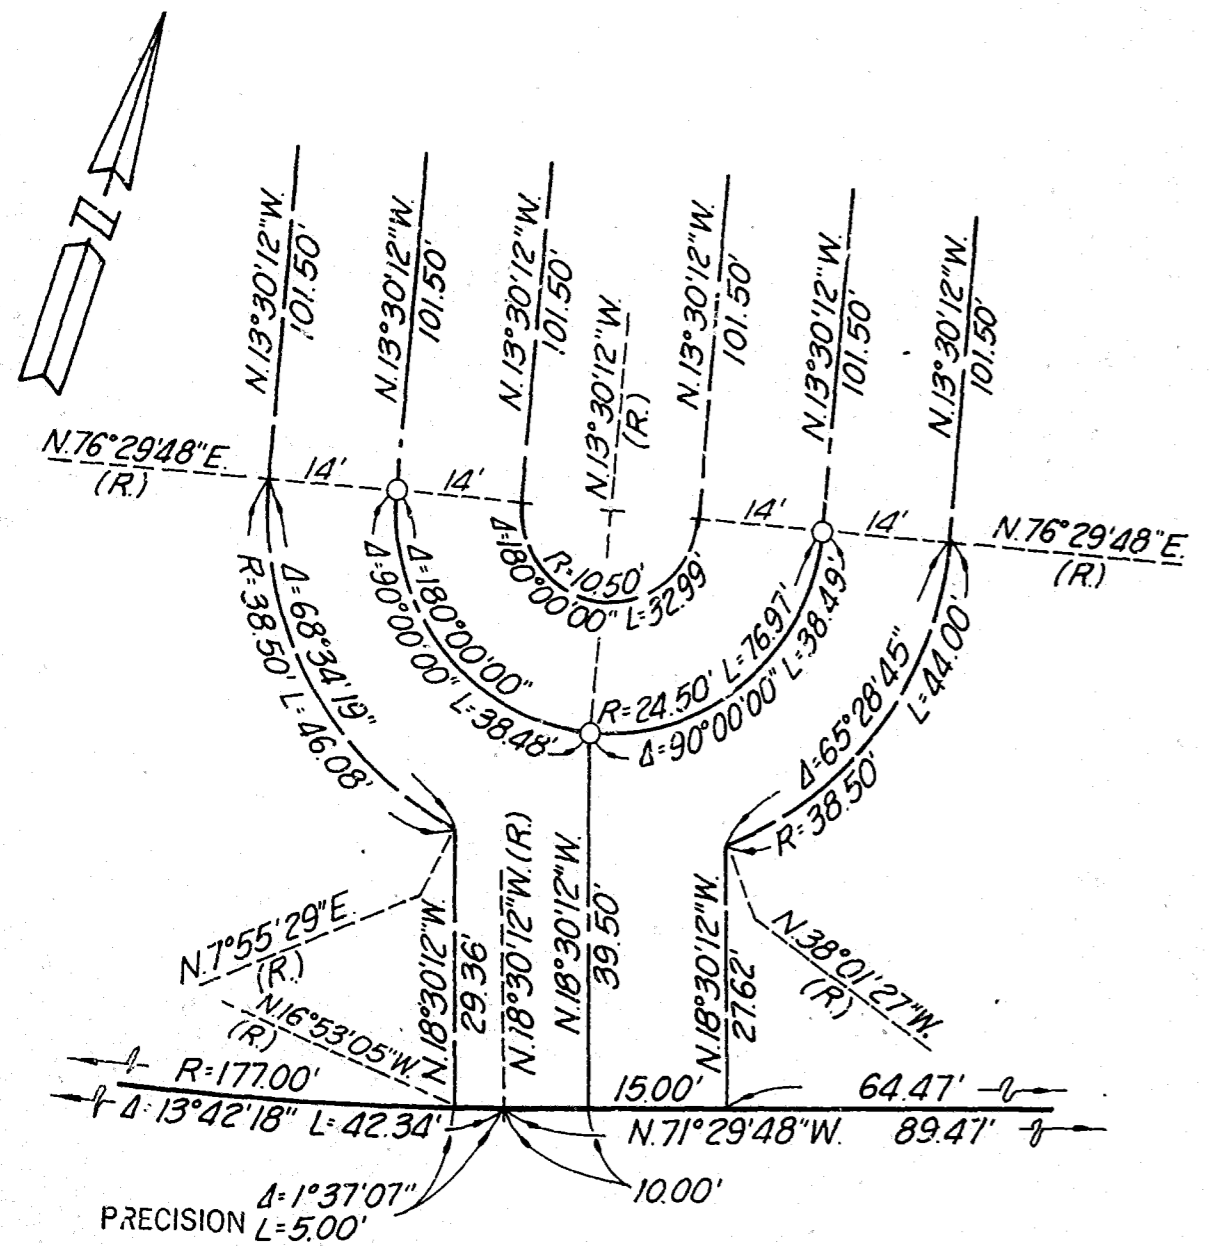 N.13°30'12"W.
101.50'
N.13°30'12"W.
101.50'
N.13°30'12"W.
101.50'
N.13°30'12"W.
(R.)
N.13°30'12"W.
101.50'
N.13°30'12"W.
101.50'
N.13°30'12"W.
101.50'
N.76°29'48"E.
(R.)
14'
14'
14'
14'
N.76°29'48"E.
(R.)
R=10.50'
Δ=180°00'00" L=32.99'
Δ=68°34'19"
R=38.50' L=46.08'
Δ=180°00'00"
R=24.50' L=76.97'
Δ=90°00'00" L=38.48'
Δ=90°00'00" L=38.49'
Δ=65°28'45"
L=44.00'
R=38.50'
N.7°55'29"E.
(R.)
N.16°53'05"W.
(R.)
N.18°30'12"W.
29.36'
N.18°30'12"W.(R.)
N.18°30'12"W.
39.50'
N.18°30'12"W.
27.62'
N.38°01'27"W.
(R.)
R=177.00'
15.00'
64.47'
Δ=13°42'18" L=42.34'
N.71°29'48"W. 89.47'
Δ=1°37'07"
L=5.00'
10.00'
PRECISION